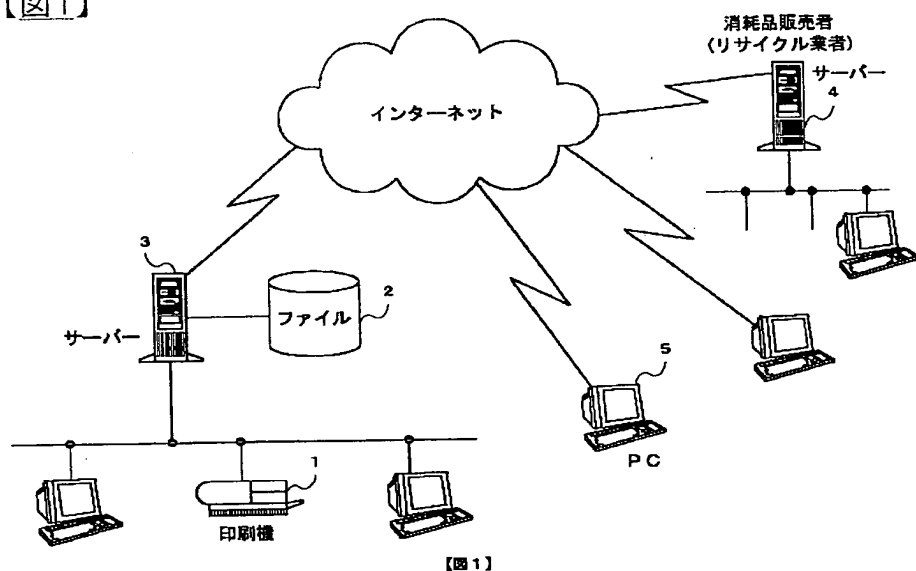 【図1】
消耗品販売者
(リサイクル業者)
サーバー
4
インターネット
3
サーバー
ファイル
2
5
PC
1
印刷機
【図1】